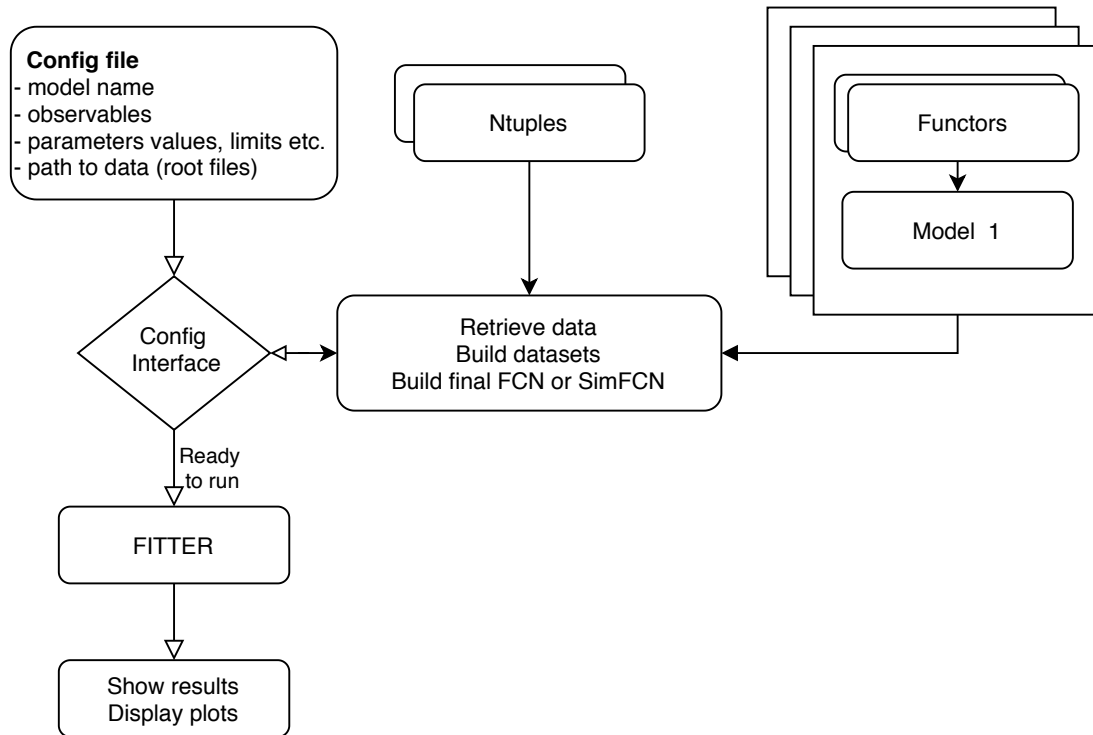 Config file
- model name
- observables
- parameters values, limits etc.
- path to data (root files)
Ntuples
Functors
Model 1
Config
Interface
Retrieve data
Build datasets
Build final FCN or SimFCN
Ready
to run
FITTER
Show results
Display plots